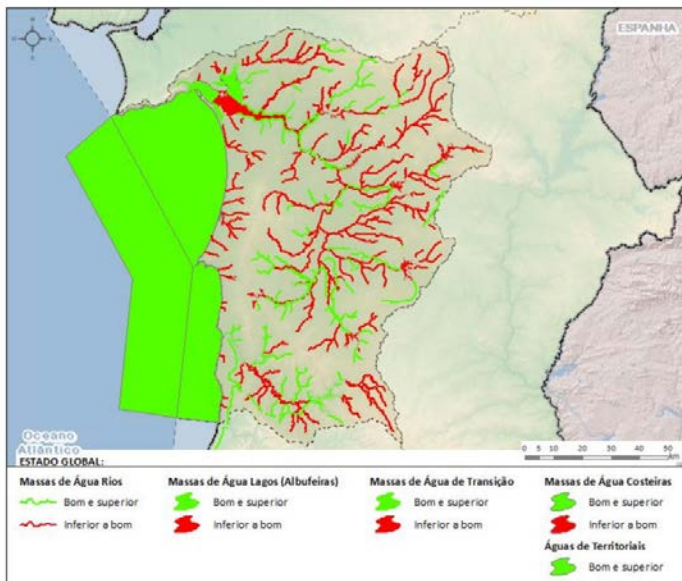 ESPANHA
Oceano
Atlântico
0 5 10 20 30 40 50
Km
ESTADO GLOBAL:
Massas de Água Rios
Bom e superior
Inferior a bom
Massas de Água Lagos (Albufeiras)
Bom e superior
Inferior a bom
Massas de Água de Transição
Bom e superior
Inferior a bom
Massas de Água Costeiras
Bom e superior
Inferior a bom
Águas de Territoriais
Bom e superior